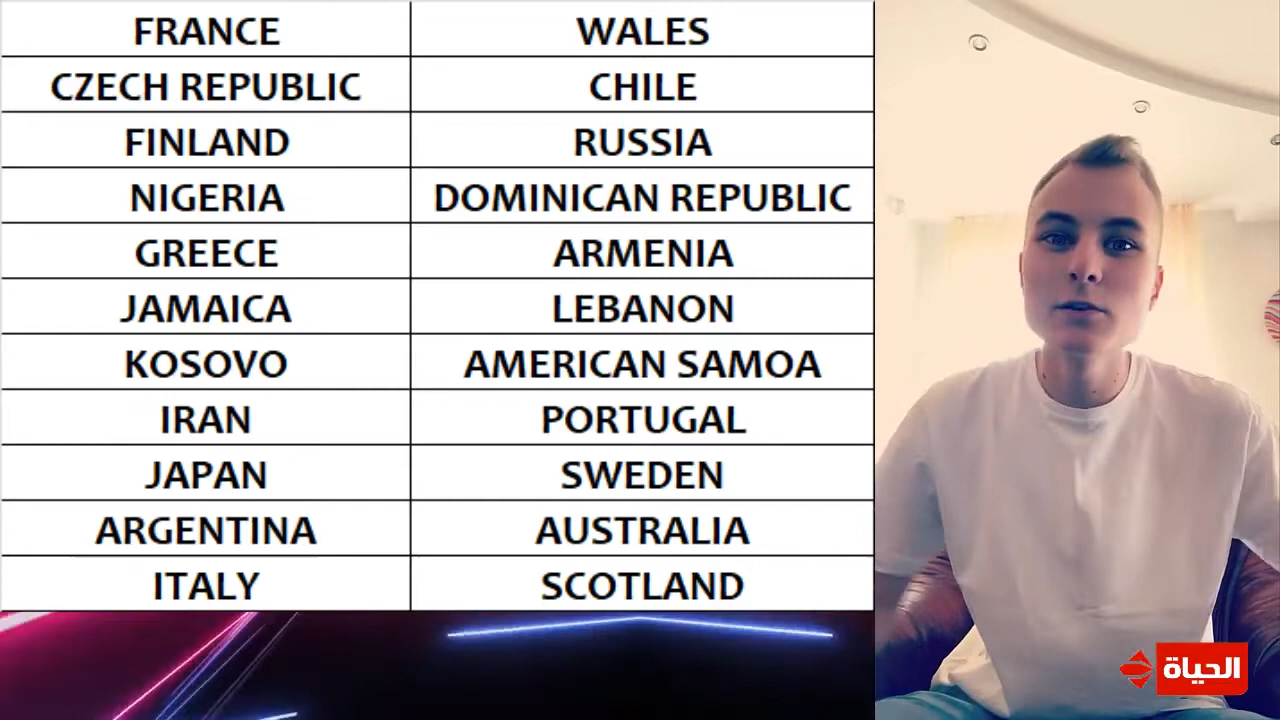 FRANCE WALES
CZECH REPUBLIC CHILE
FINLAND RUSSIA
NIGERIA DOMINICAN REPUBLIC
GREECE ARMENIA
JAMAICA LEBANON
KOSOVO AMERICAN SAMOA
IRAN PORTUGAL
JAPAN SWEDEN
ARGENTINA AUSTRALIA
ITALY SCOTLAND
الحياة